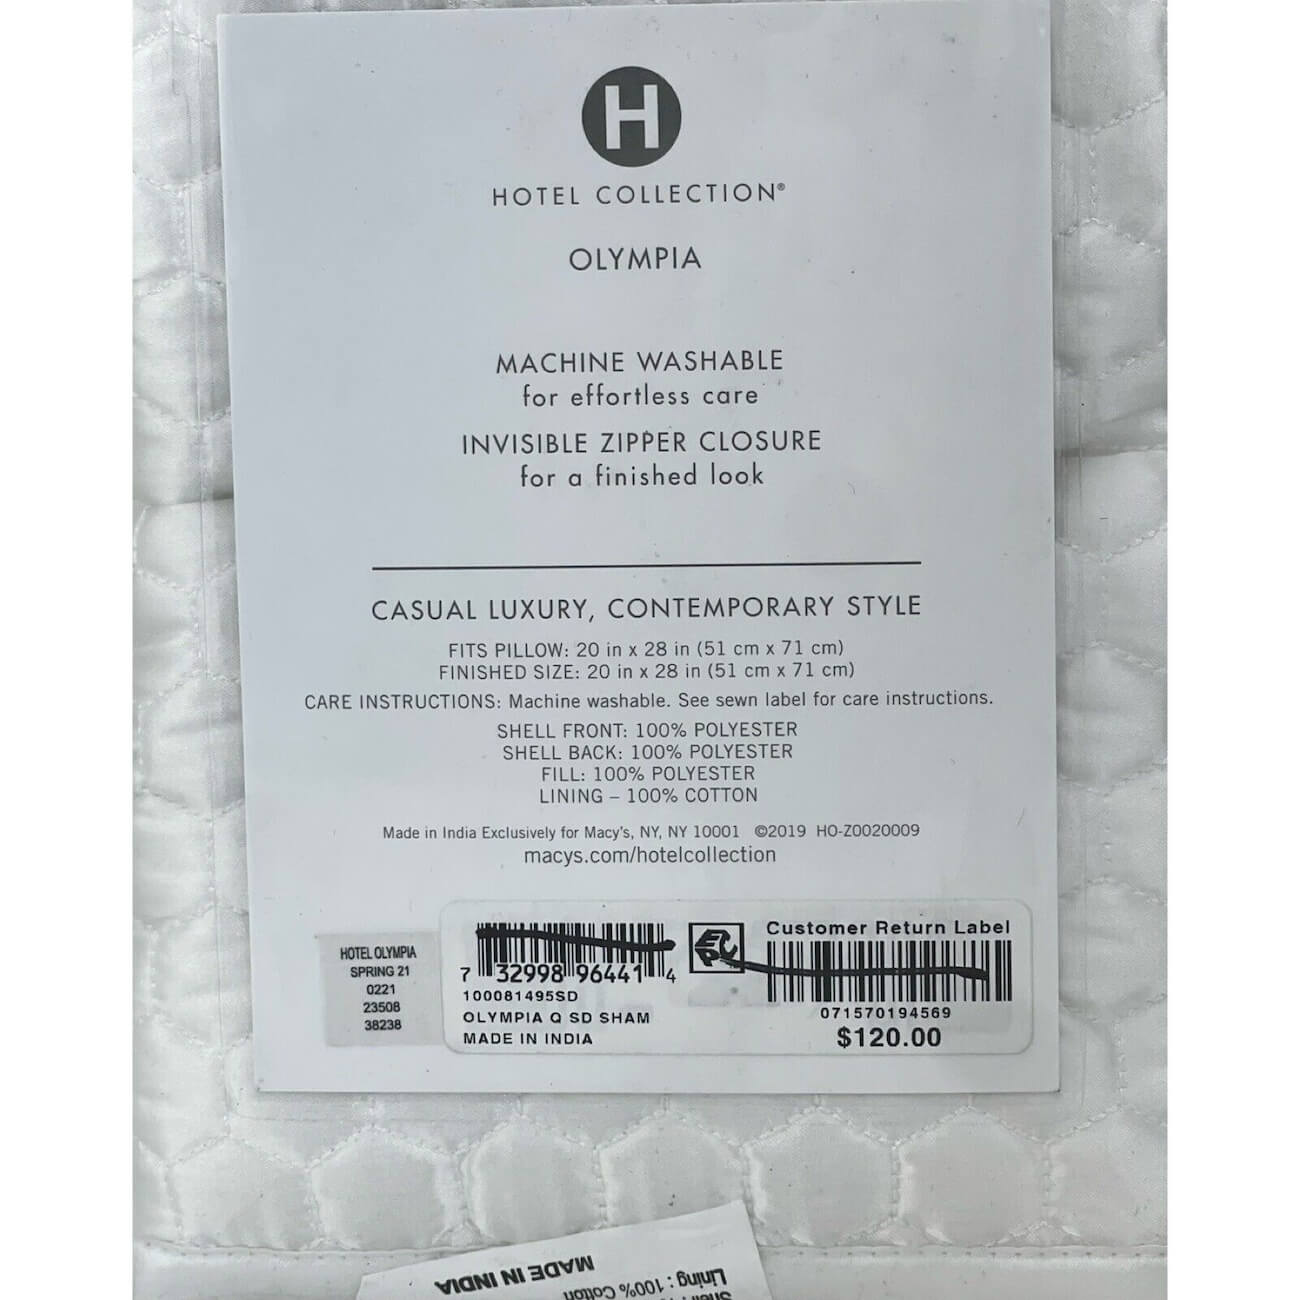 H
HOTEL COLLECTION®
OLYMPIA
MACHINE WASHABLE
for effortless care
INVISIBLE ZIPPER CLOSURE
for a finished look
CASUAL LUXURY, CONTEMPORARY STYLE
FITS PILLOW: 20 in x 28 in (51 cm x 71 cm)
FINISHED SIZE: 20 in x 28 in (51 cm x 71 cm)
CARE INSTRUCTIONS: Machine washable. See sewn label for care instructions.
SHELL FRONT: 100% POLYESTER
SHELL BACK: 100% POLYESTER
FILL: 100% POLYESTER
LINING – 100% COTTON
Made in India Exclusively for Macy's, NY, NY 10001 ©2019 HO-Z0020009
macys.com/hotelcollection
HOTEL OLYMPIA
SPRING 21
0221
23508
38238
7 32998 96441 4
100081495SD
OLYMPIA Q SD SHAM
MADE IN INDIA
EPC
Customer Return Label
071570194569
$120.00
MADE IN INDIA
Lining : 100% Cotton